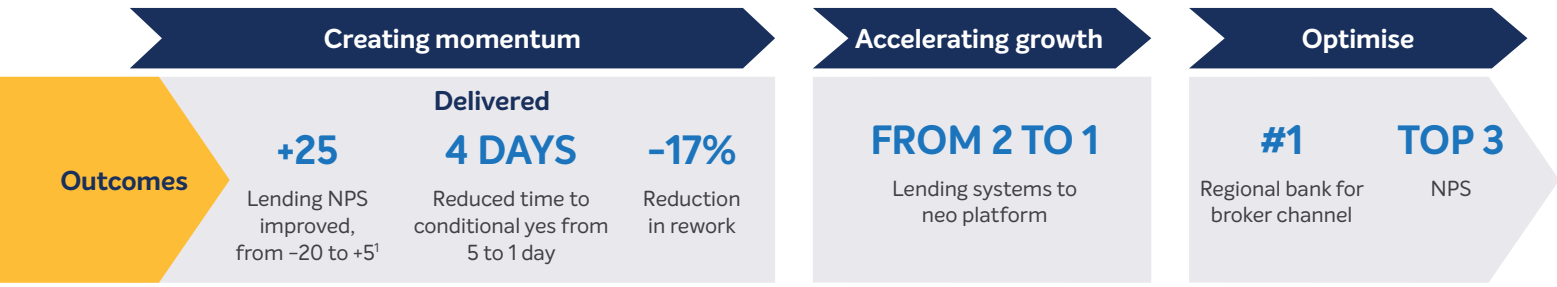 Creating momentum
Accelerating growth
Optimise
Outcomes
Delivered
+25
Lending NPS
improved,
from -20 to +5¹
4 DAYS
Reduced time to
conditional yes from
5 to 1 day
-17%
Reduction
in rework
FROM 2 TO 1
Lending systems to
neo platform
#1
Regional bank for
broker channel
TOP 3
NPS